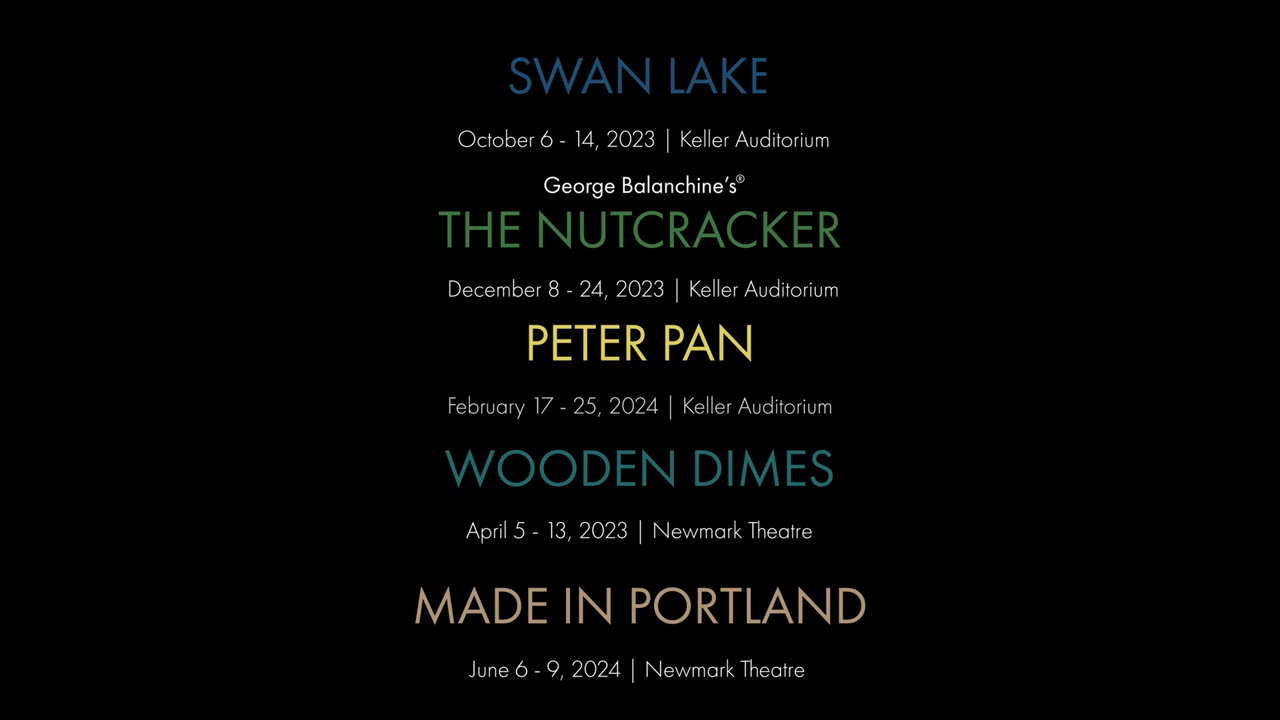 SWAN LAKE
October 6 - 14, 2023 | Keller Auditorium
George Balanchine's®
THE NUTCRACKER
December 8 - 24, 2023 | Keller Auditorium
PETER PAN
February 17 - 25, 2024 | Keller Auditorium
WOODEN DIMES
April 5 - 13, 2023 | Newmark Theatre
MADE IN PORTLAND
June 6 - 9, 2024 | Newmark Theatre